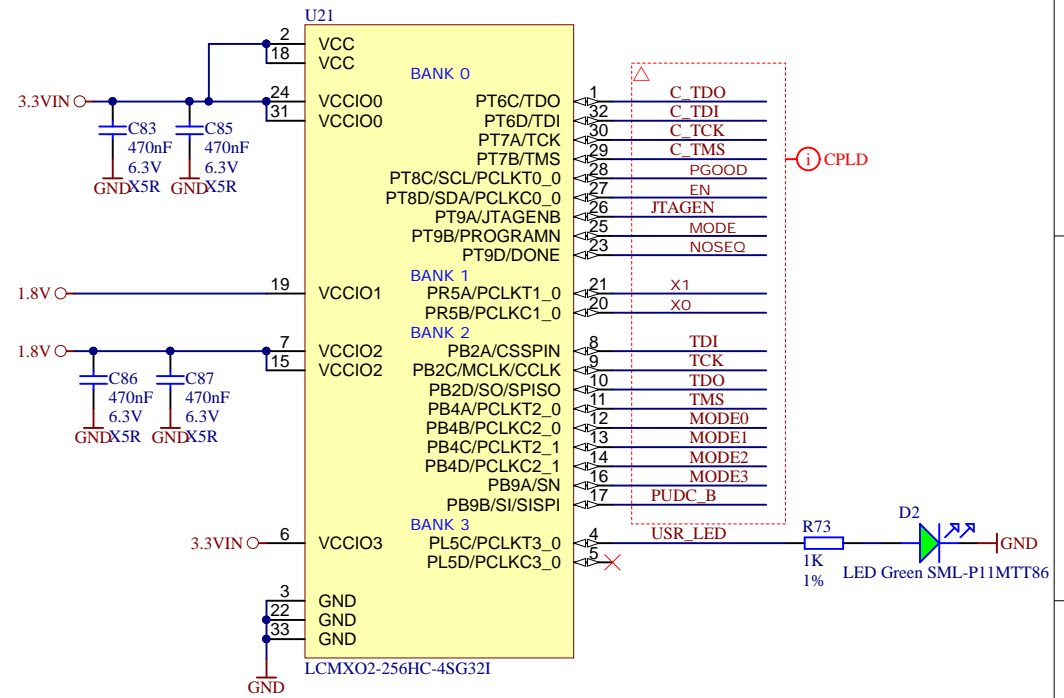 U21
2 VCC
18 VCC
BANK 0
3.3VIN 24 VCCIO0 PT6C/TDO 1 C_TDO
31 VCCIO0 PT6D/TDI 32 C_TDI
C83 C85 PT7A/TCK 30 C_TCK
470nF 470nF PT7B/TMS 29 C_TMS
i CPLD
6.3V 6.3V PT8C/SCL/PCLKT0_0 28 PGOOD
GND X5R GND X5R PT8D/SDA/PCLKC0_0 27 EN
PT9A/JTAGENB 26 JTAGEN
PT9B/PROGRAMN 25 MODE
PT9D/DONE 23 NOSEQ
BANK 1
1.8V 19 VCCIO1 PR5A/PCLKT1_0 21 X1
PR5B/PCLKC1_0 20 X0
BANK 2
1.8V 7 VCCIO2 PB2A/CSSPIN 8 TDI
15 VCCIO2 PB2C/MCLK/CCLK 9 TCK
C86 C87 PB2D/SO/SPISO 10 TDO
470nF 470nF PB4A/PCLKT2_0 11 TMS
6.3V 6.3V PB4B/PCLKC2_0 12 MODE0
GND X5R GND X5R PB4C/PCLKT2_1 13 MODE1
PB4D/PCLKC2_1 14 MODE2
PB9A/SN 16 MODE3
PB9B/SI/SISPI 17 PUDC_B
BANK 3
3.3VIN 6 VCCIO3 PL5C/PCLKT3_0 4 USR_LED R73 D2 GND
PL5D/PCLKC3_0 5
1K
1%
LED Green SML-P11MTT86
3 GND
22 GND
33 GND
LCMXO2-256HC-4SG32I
GND